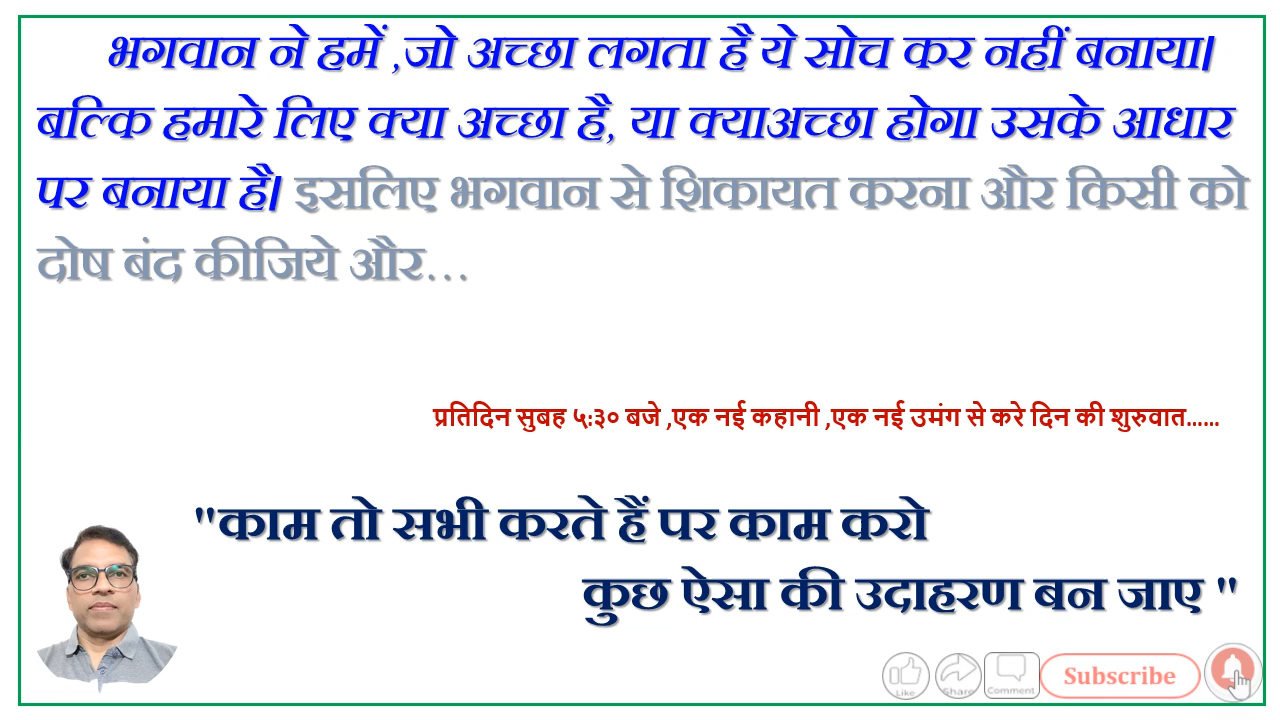 भगवान ने हमें ,जो अच्छा लगता है ये सोच कर नहीं बनाया|
बल्कि हमारे लिए क्या अच्छा है, या क्याअच्छा होगा उसके आधार
पर बनाया है| इसलिए भगवान से शिकायत करना और किसी को
दोष बंद कीजिये और...
प्रतिदिन सुबह ५:३० बजे ,एक नई कहानी ,एक नई उमंग से करे दिन की शुरुवात......
"काम तो सभी करते हैं पर काम करो
कुछ ऐसा की उदाहरण बन जाए "
Like Share Comment Subscribe